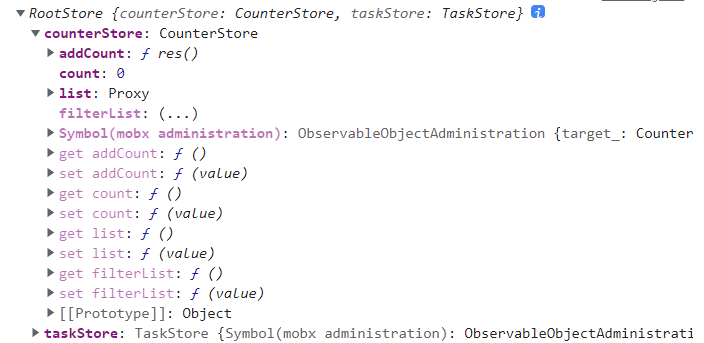 RootStore {counterStore: CounterStore, taskStore: TaskStore} i
counterStore: CounterStore
addCount: ƒ res()
count: 0
list: Proxy
filterList: (...)
Symbol(mobx administration): ObservableObjectAdministration {target_: Counter
get addCount: ƒ ()
set addCount: ƒ (value)
get count: ƒ ()
set count: ƒ (value)
get list: ƒ ()
set list: ƒ (value)
get filterList: ƒ ()
set filterList: ƒ (value)
[[Prototype]]: Object
taskStore: TaskStore {Symbol(mobx administration): ObservableObjectAdministrati